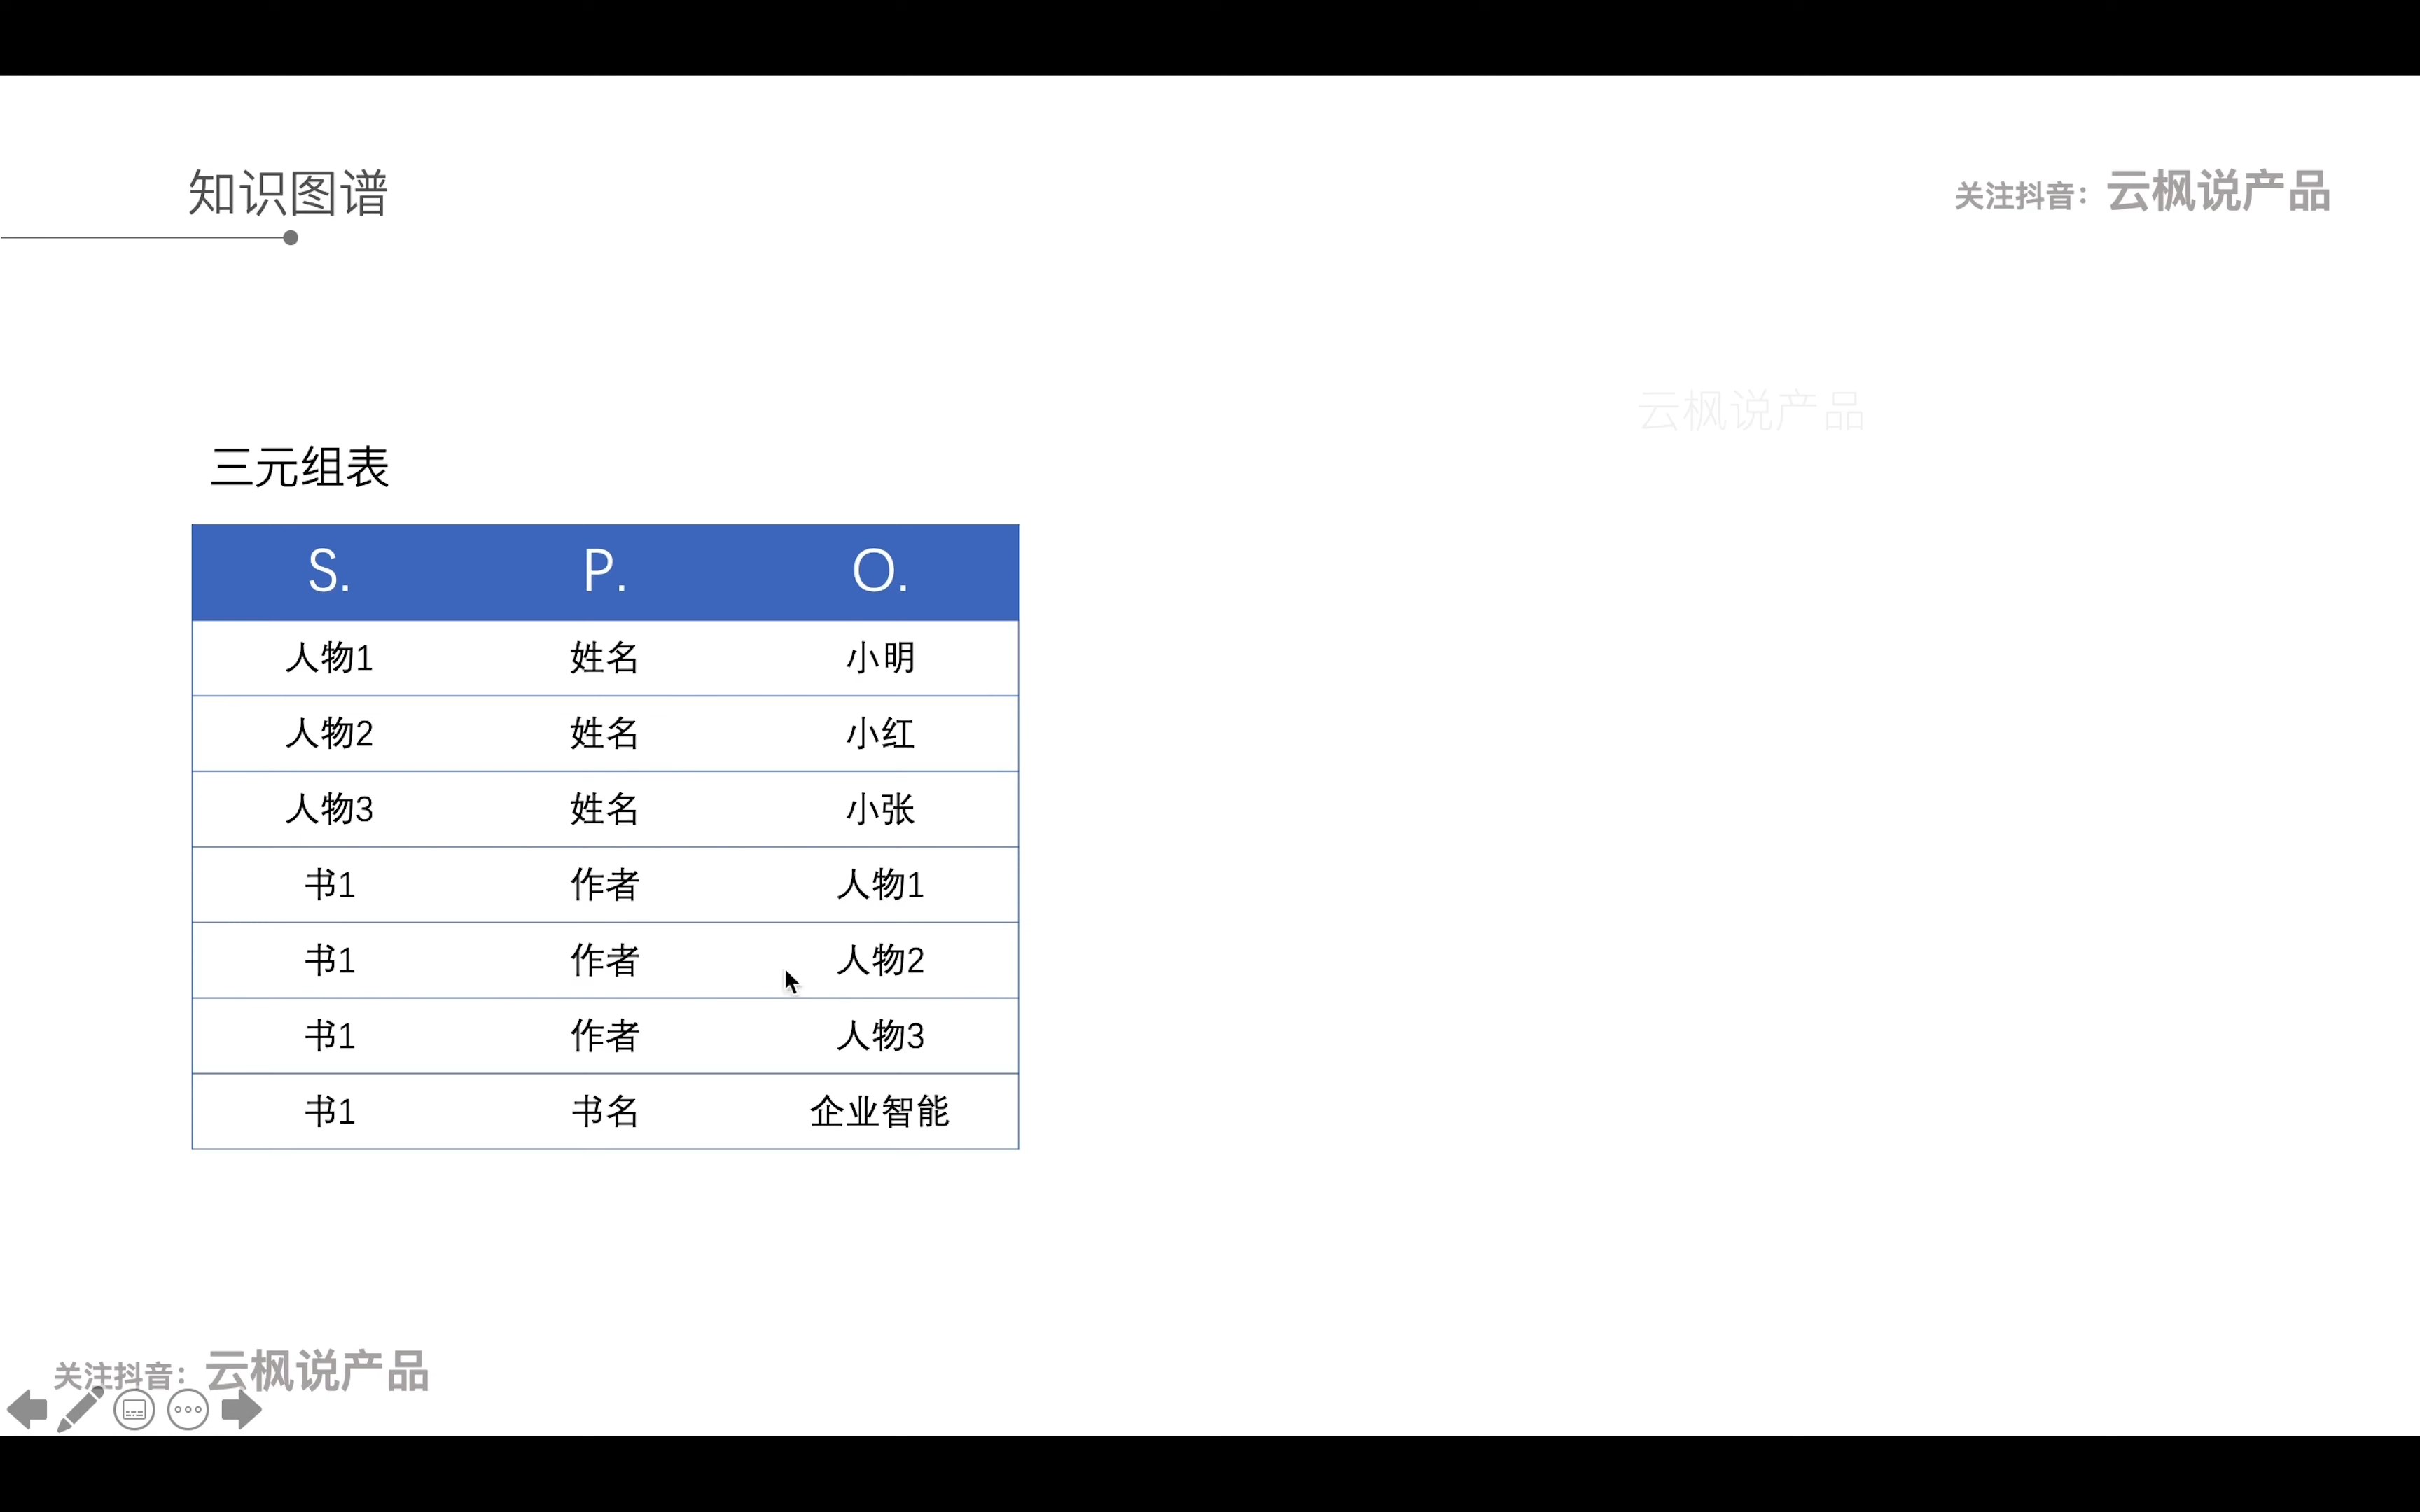 知识图谱
关注抖音：云枫说产品
云枫说产品
三元组表
S. P. O.
人物1 姓名 小明
人物2 姓名 小红
人物3 姓名 小张
书1 作者 人物1
书1 作者 人物2
书1 作者 人物3
书1 书名 企业智能
关注抖音：云枫说产品